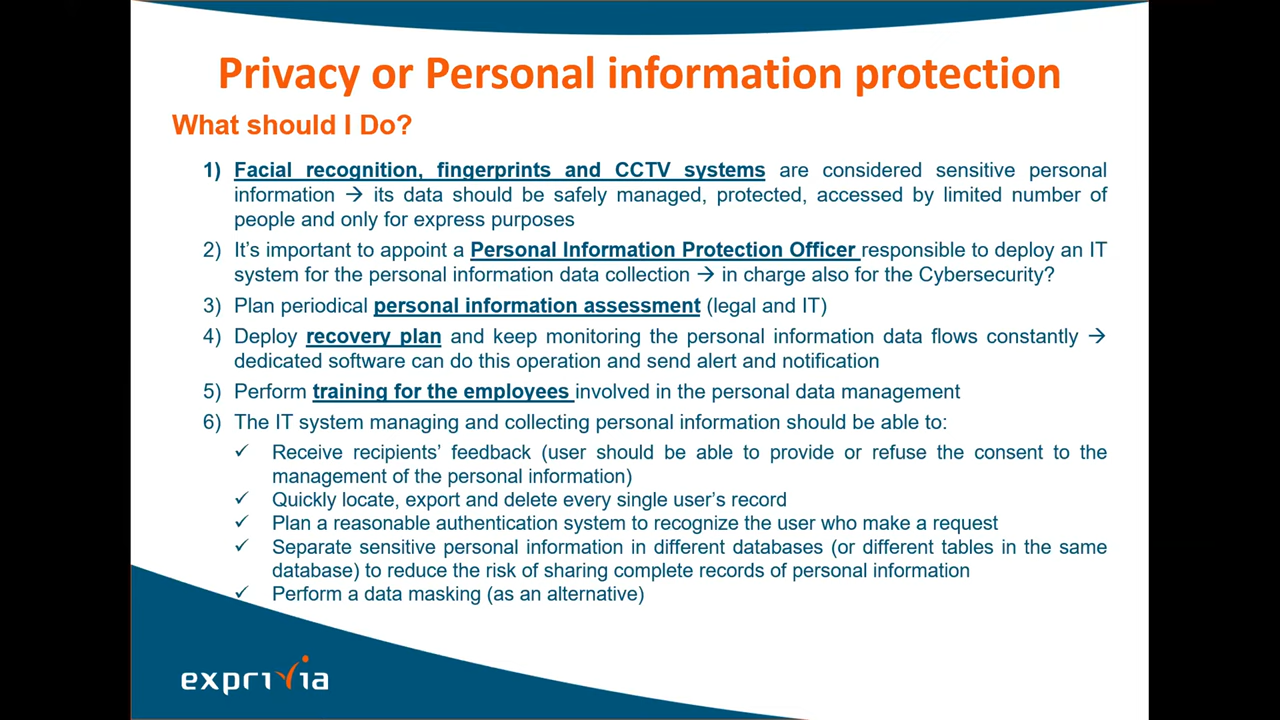 Privacy or Personal information protection
What should I Do?
1) Facial recognition, fingerprints and CCTV systems are considered sensitive personal
information → its data should be safely managed, protected, accessed by limited number of
people and only for express purposes
2) It's important to appoint a Personal Information Protection Officer responsible to deploy an IT
system for the personal information data collection → in charge also for the Cybersecurity?
3) Plan periodical personal information assessment (legal and IT)
4) Deploy recovery plan and keep monitoring the personal information data flows constantly →
dedicated software can do this operation and send alert and notification
5) Perform training for the employees involved in the personal data management
6) The IT system managing and collecting personal information should be able to:
✓ Receive recipients' feedback (user should be able to provide or refuse the consent to the
management of the personal information)
✓ Quickly locate, export and delete every single user's record
✓ Plan a reasonable authentication system to recognize the user who make a request
✓ Separate sensitive personal information in different databases (or different tables in the same
database) to reduce the risk of sharing complete records of personal information
✓ Perform a data masking (as an alternative)
exprivia